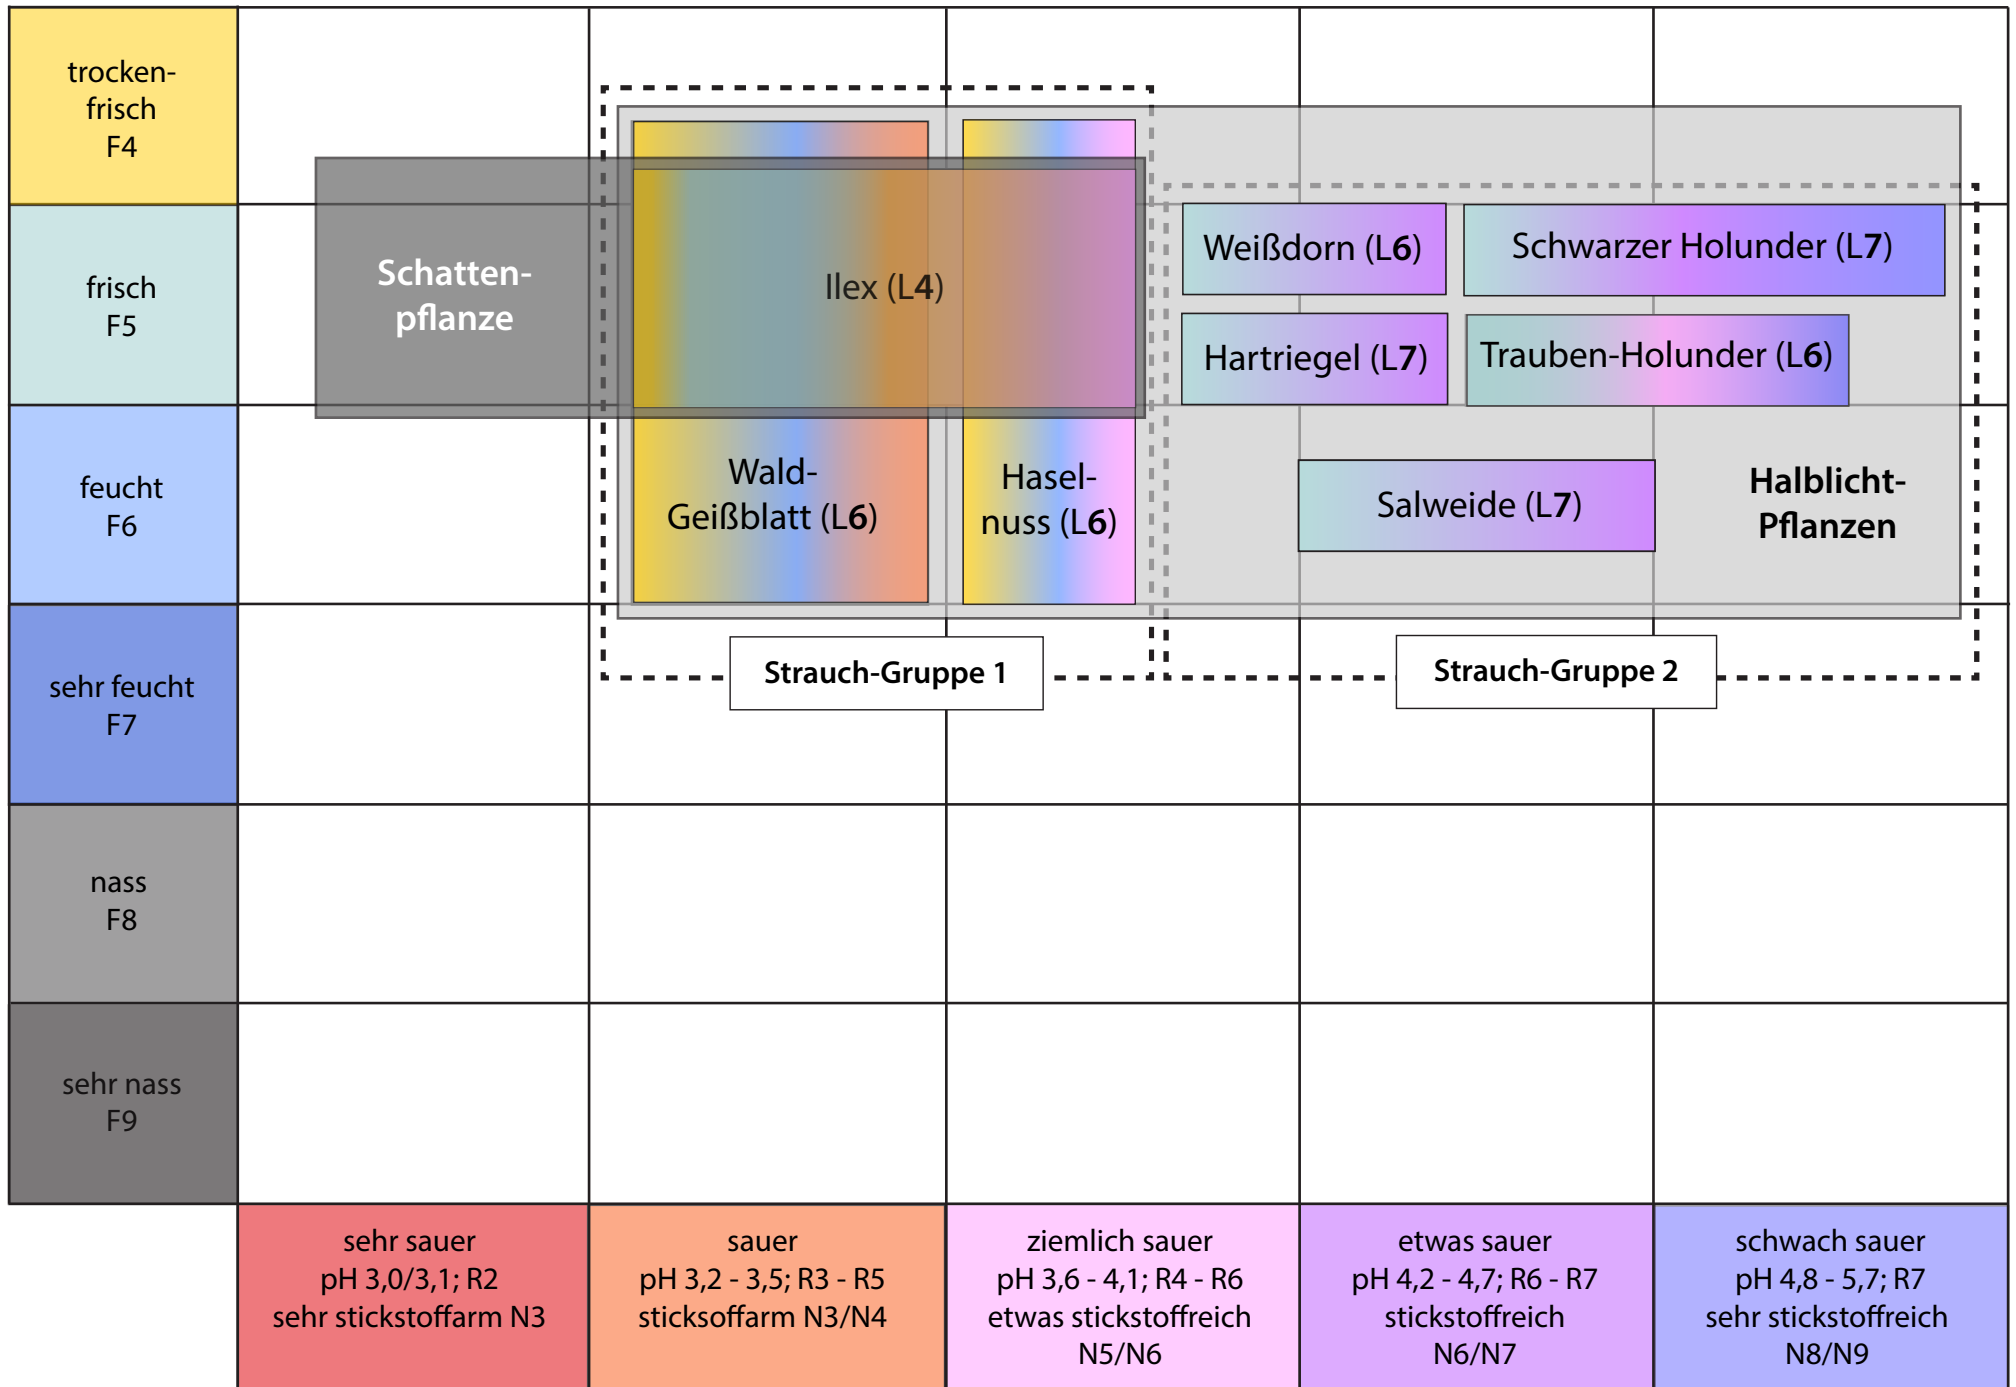 trocken-
frisch
F4
frisch
F5
feucht
F6
sehr feucht
F7
nass
F8
sehr nass
F9
Schatten-
pflanze
Ilex (L4)
Wald-
Geißblatt (L6)
Hasel-
nuss (L6)
Weißdorn (L6)
Schwarzer Holunder (L7)
Hartriegel (L7)
Trauben-Holunder (L6)
Salweide (L7)
Halblicht-
Pflanzen
Strauch-Gruppe 1
Strauch-Gruppe 2
sehr sauer
pH 3,0/3,1; R2
sehr stickstoffarm N3
sauer
pH 3,2 - 3,5; R3 - R5
sticksoffarm N3/N4
ziemlich sauer
pH 3,6 - 4,1; R4 - R6
etwas stickstoffreich
N5/N6
etwas sauer
pH 4,2 - 4,7; R6 - R7
stickstoffreich
N6/N7
schwach sauer
pH 4,8 - 5,7; R7
sehr stickstoffreich
N8/N9